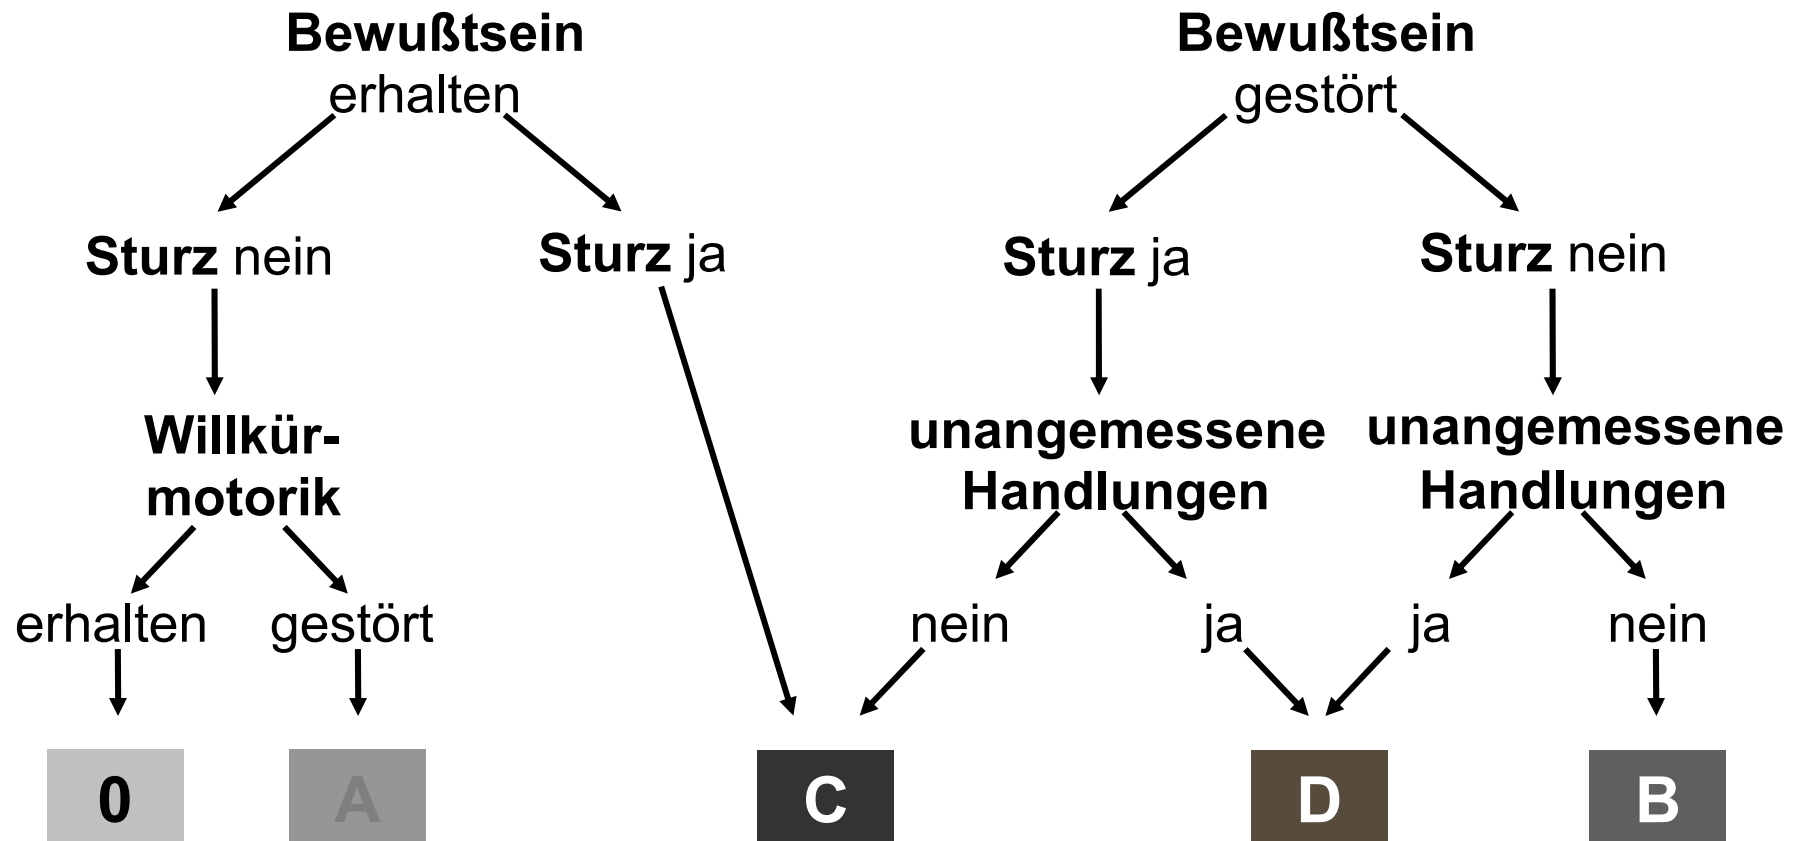 Bewußtsein
erhalten
Bewußtsein
gestört
Sturz nein
Sturz ja
Sturz ja
Sturz nein
Willkür-
motorik
unangemessene
Handlungen
unangemessene
Handlungen
erhalten
gestört
nein
ja
ja
nein
0
A
C
D
B